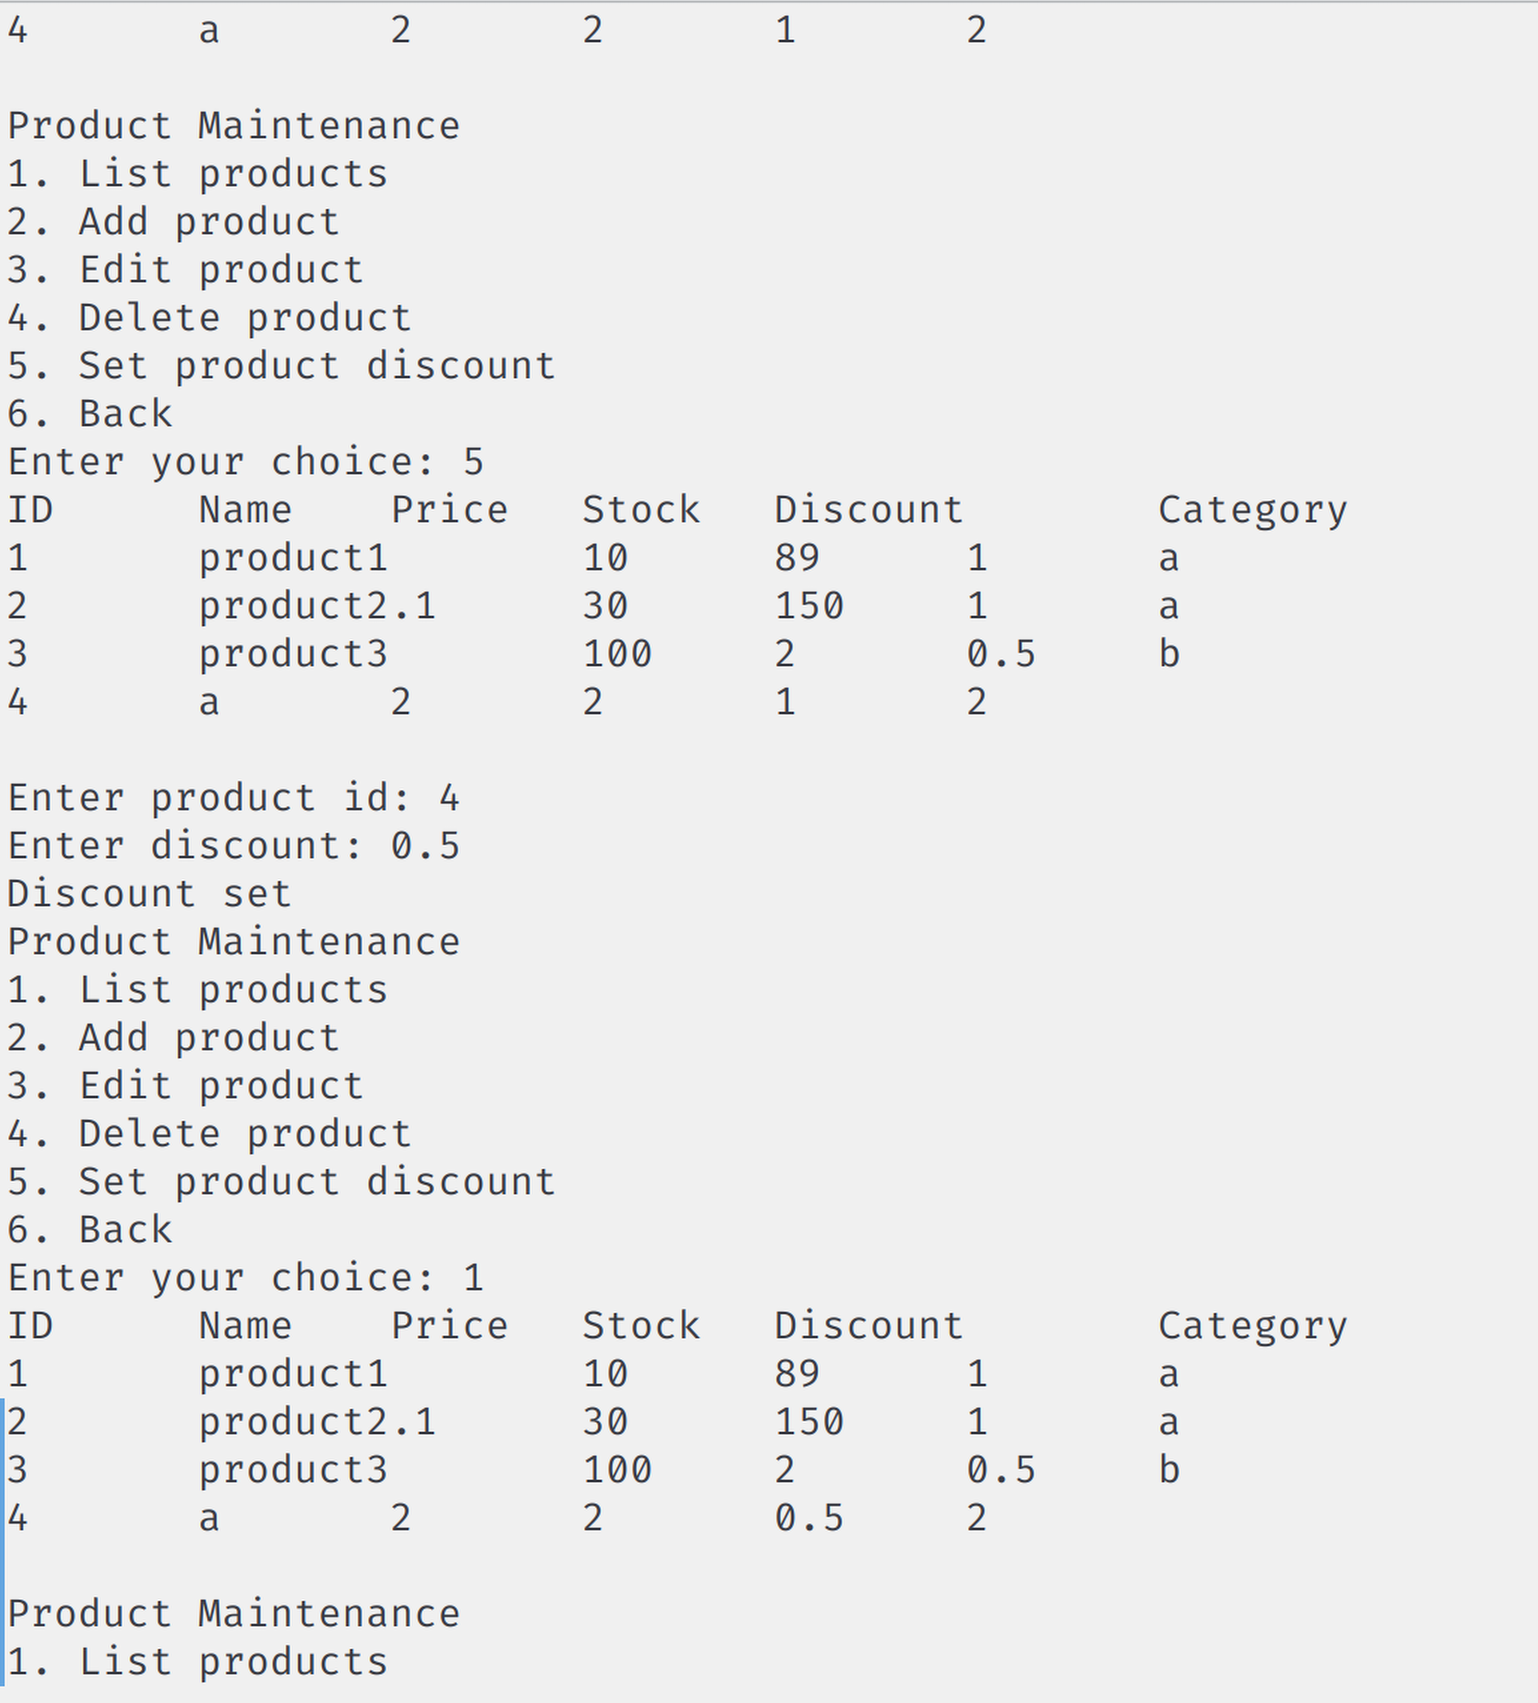 4	a	2	2	1	2

Product Maintenance
1. List products
2. Add product
3. Edit product
4. Delete product
5. Set product discount
6. Back
Enter your choice: 5
ID	Name	Price	Stock	Discount	Category
1	product1	10	89	1	a
2	product2.1	30	150	1	a
3	product3	100	2	0.5	b
4	a	2	2	1	2

Enter product id: 4
Enter discount: 0.5
Discount set
Product Maintenance
1. List products
2. Add product
3. Edit product
4. Delete product
5. Set product discount
6. Back
Enter your choice: 1
ID	Name	Price	Stock	Discount	Category
1	product1	10	89	1	a
2	product2.1	30	150	1	a
3	product3	100	2	0.5	b
4	a	2	2	0.5	2

Product Maintenance
1. List products